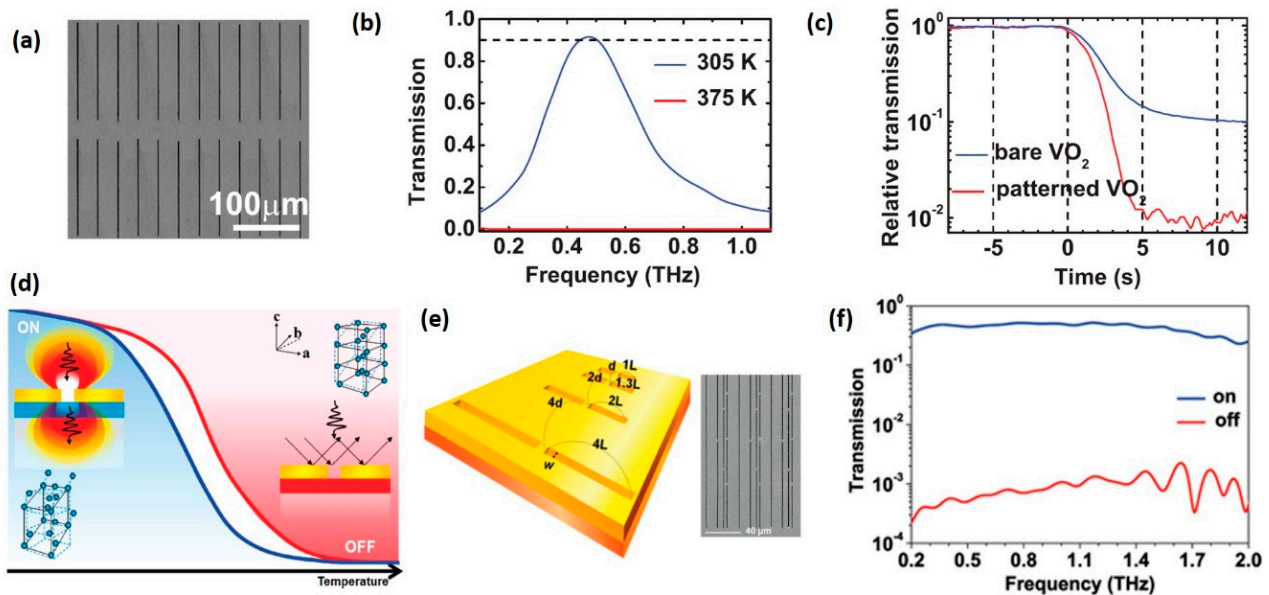 (a)
100μm
(b)
1.0
0.8
0.6
0.4
0.2
0.0
Transmission
305 K
375 K
0.2 0.4 0.6 0.8 1.0
Frequency (THz)
(c)
10⁰
10⁻¹
10⁻²
Relative transmission
bare VO₂
patterned VO₂
-5 0 5 10
Time (s)
(d)
ON
c
b
a
OFF
Temperature
(e)
d 1L
2d 1.3L
2L
4d
4L
w
40 μm
(f)
10⁰
10⁻¹
10⁻²
10⁻³
10⁻⁴
Transmission
on
off
0.2 0.5 0.8 1.1 1.4 1.7 2.0
Frequency (THz)